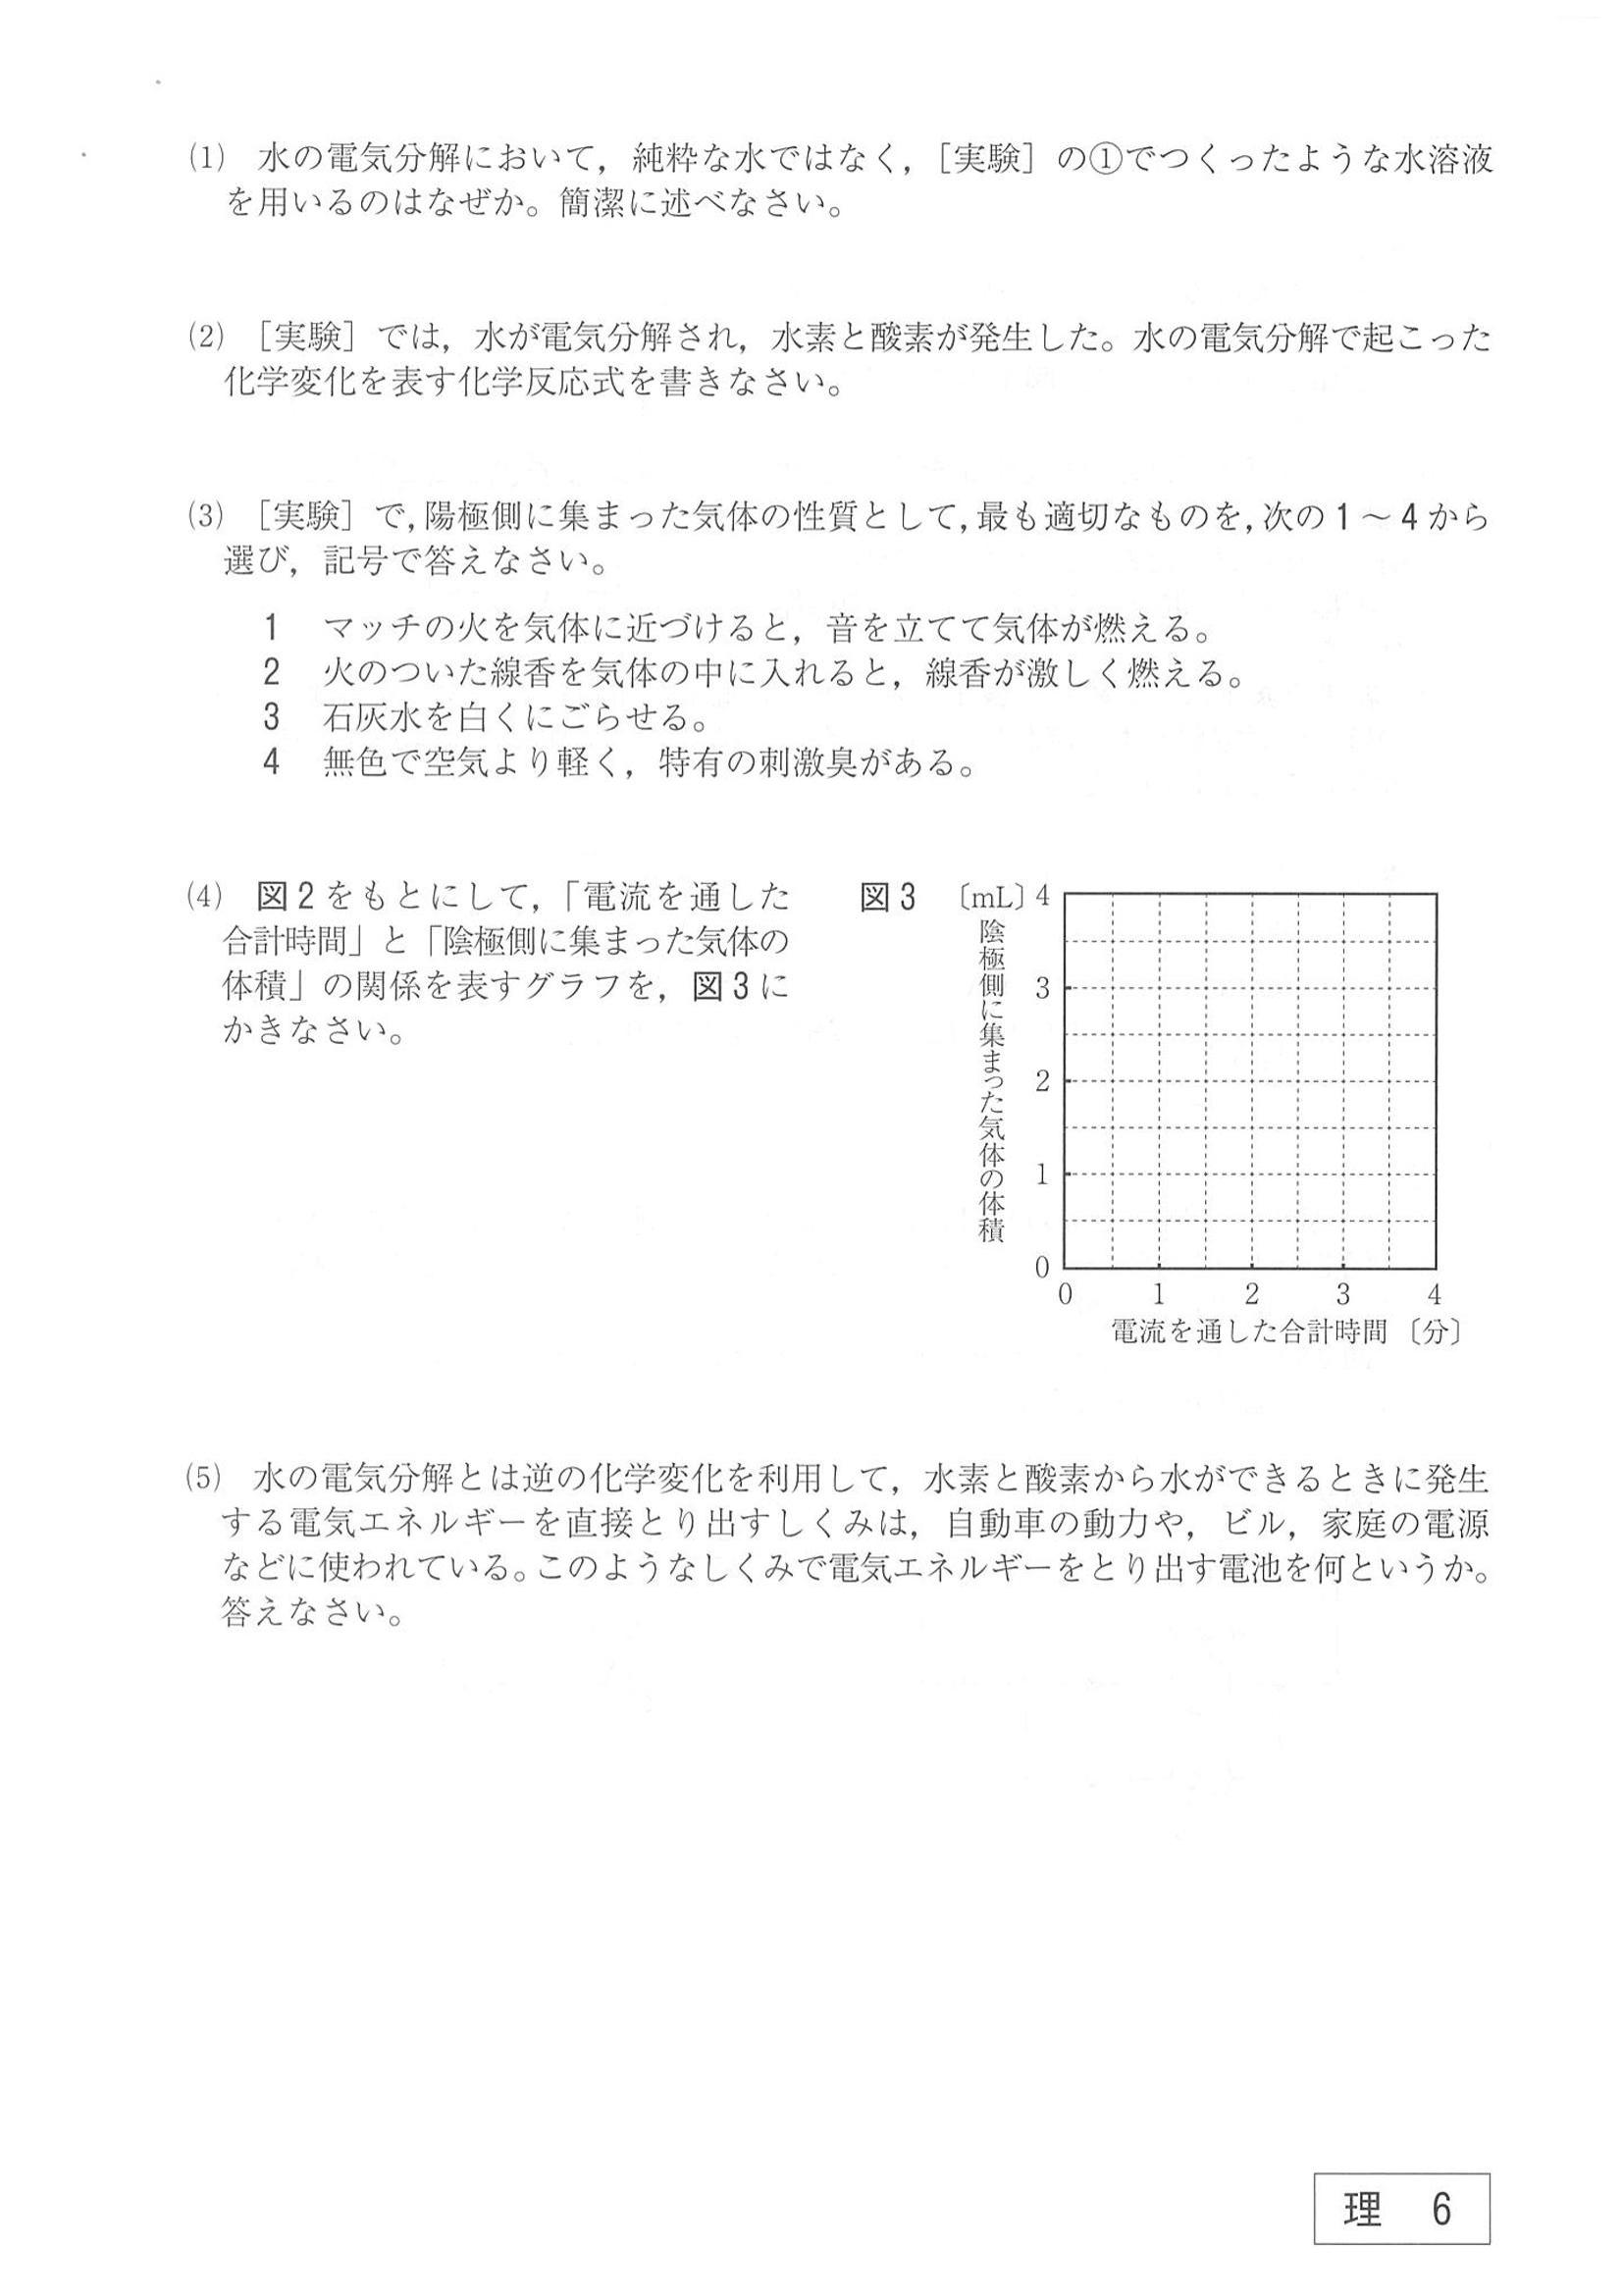 (1) 水の電気分解において，純粋な水ではなく，［実験］の①でつくったような水溶液
を用いるのはなぜか。簡潔に述べなさい。
(2) ［実験］では，水が電気分解され，水素と酸素が発生した。水の電気分解で起こった
化学変化を表す化学反応式を書きなさい。
(3) ［実験］で，陽極側に集まった気体の性質として，最も適切なものを，次の1～4から
選び，記号で答えなさい。
1 マッチの火を気体に近づけると，音を立てて気体が燃える。
2 火のついた線香を気体の中に入れると，線香が激しく燃える。
3 石灰水を白くにごらせる。
4 無色で空気より軽く，特有の刺激臭がある。
(4) 図2をもとにして，「電流を通した
合計時間」と「陰極側に集まった気体の
体積」の関係を表すグラフを，図3に
かきなさい。
図3
〔mL〕
陰極側に集まった気体の体積
4
3
2
1
0
0 1 2 3 4
電流を通した合計時間〔分〕
(5) 水の電気分解とは逆の化学変化を利用して，水素と酸素から水ができるときに発生
する電気エネルギーを直接とり出すしくみは，自動車の動力や，ビル，家庭の電源
などに使われている。このようなしくみで電気エネルギーをとり出す電池を何というか。
答えなさい。
理 6